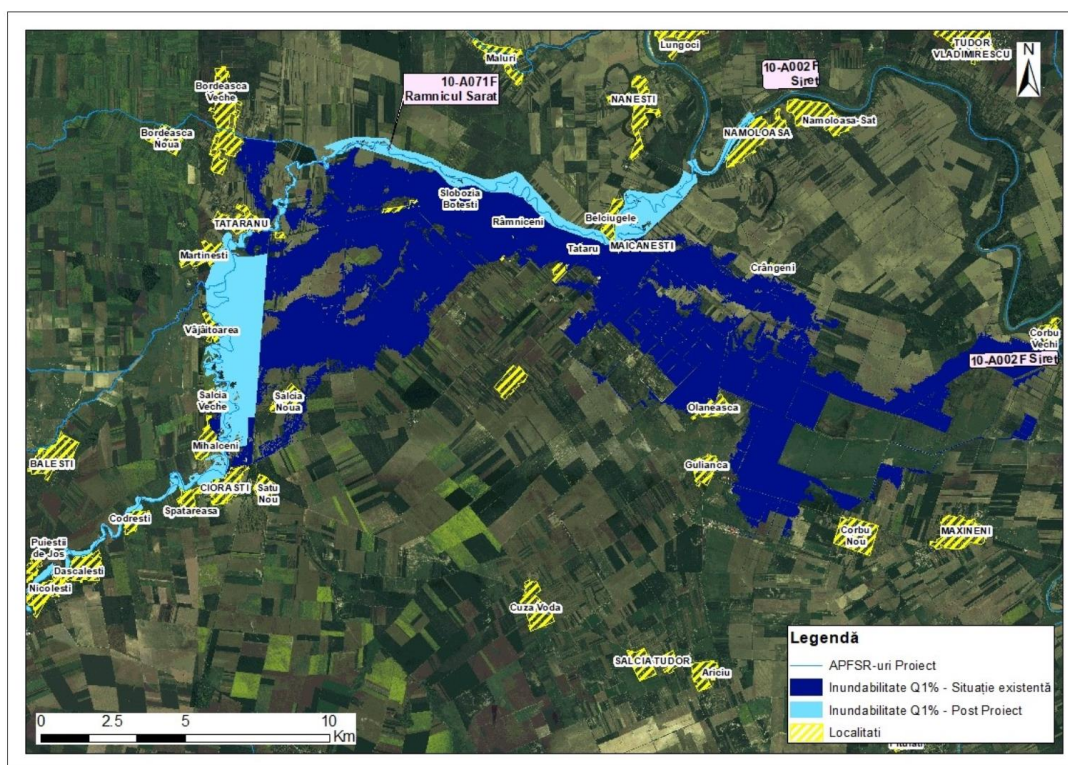 Lungoci
TUDOR
VLADIMIRESCU
Maluri
N
10-A002F
Siret
10-A071F
Ramnicul Sarat
Bordeasca
Veche
NANESTI
Namoloasa-Sat
NAMOLOASA
Bordeasca
Noua
Slobozia
Botesti
TATARANU
Râmniceni
Belciugele
Martinesti
Tataru
MAICANESTI
Crângeni
Vâjâitoarea
Corbu
Vechi
10-A002F Siret
Salcia
Veche
Salcia
Noua
Olaneasca
Mihalceni
BALESTI
Gulianca
CIORASTI
Satu
Nou
Spatareasa
Codresti
Corbu
Nou
MAXINENI
Puiestii
de Jos
Dascalesti
Nicolesti
Cuza Voda
SALCIA TUDOR
Ariciu
Legendă
APFSR-uri Proiect
Inundabilitate Q1% - Situație existentă
Inundabilitate Q1% - Post Proiect
Localitati
0 2.5 5 10
Km